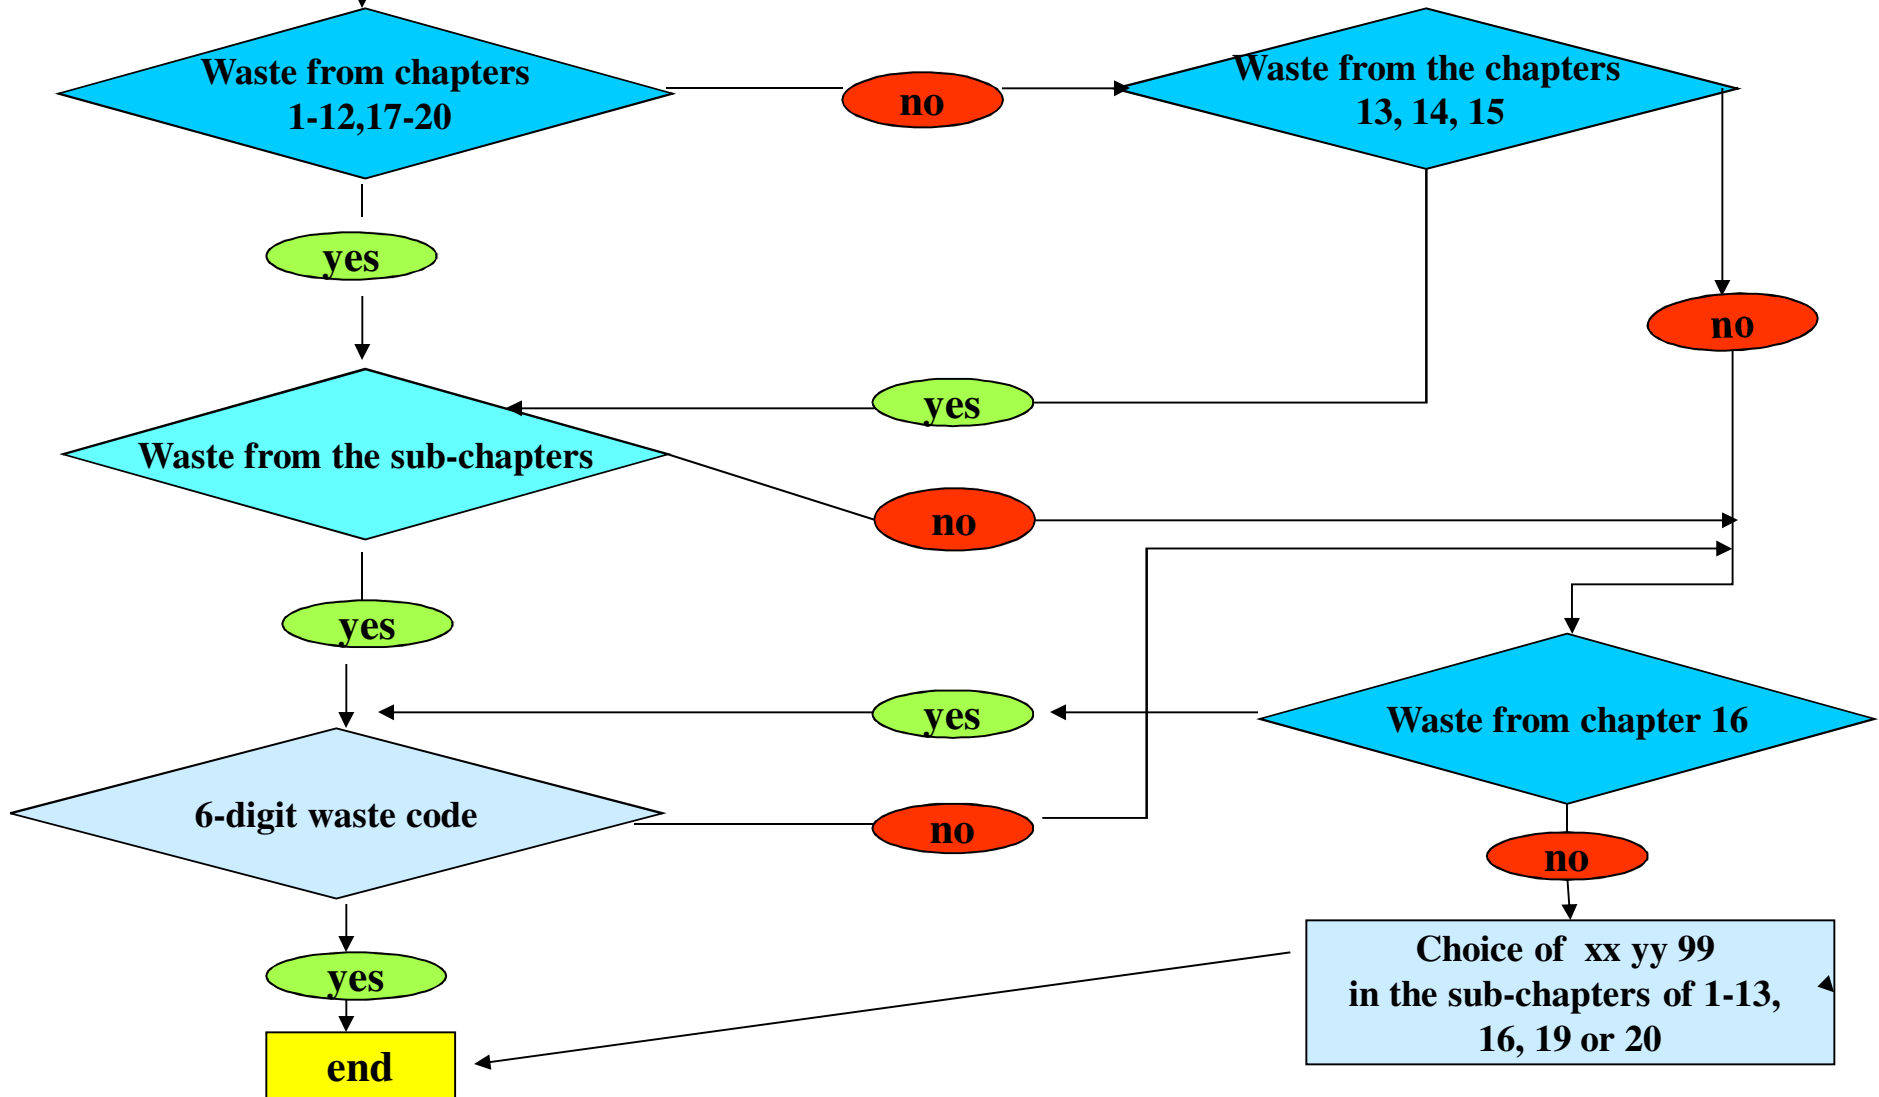 Waste from chapters
1-12,17-20
no
Waste from the chapters
13, 14, 15
yes
no
yes
Waste from the sub-chapters
no
yes
yes
Waste from chapter 16
6-digit waste code
no
no
Choice of xx yy 99
in the sub-chapters of 1-13,
16, 19 or 20
yes
end